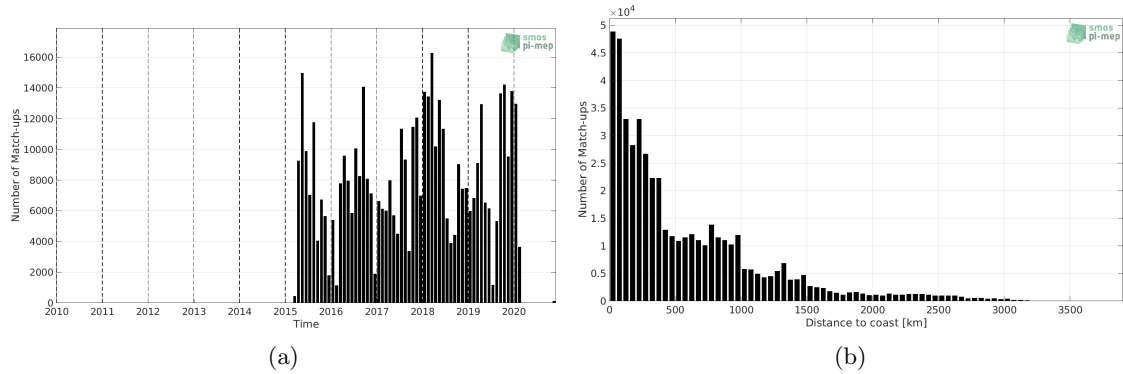 smos
pi-mep
16000
14000
12000
10000
8000
6000
4000
2000
0
Number of Match-ups
2010 2011 2012 2013 2014 2015 2016 2017 2018 2019 2020
Time
(a)
×10⁴
smos
pi-mep
5
4.5
4
3.5
3
2.5
2
1.5
1
0.5
0
Number of Match-ups
0 500 1000 1500 2000 2500 3000 3500
Distance to coast [km]
(b)